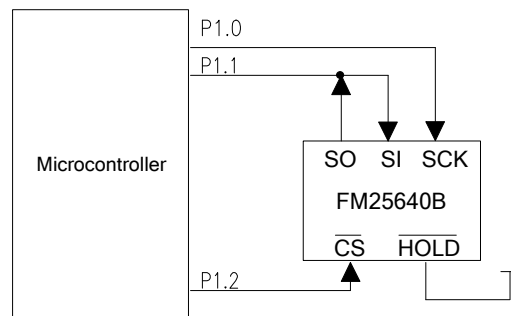 P1.0
P1.1
Microcontroller
SO SI SCK
FM25640B
CS HOLD
P1.2